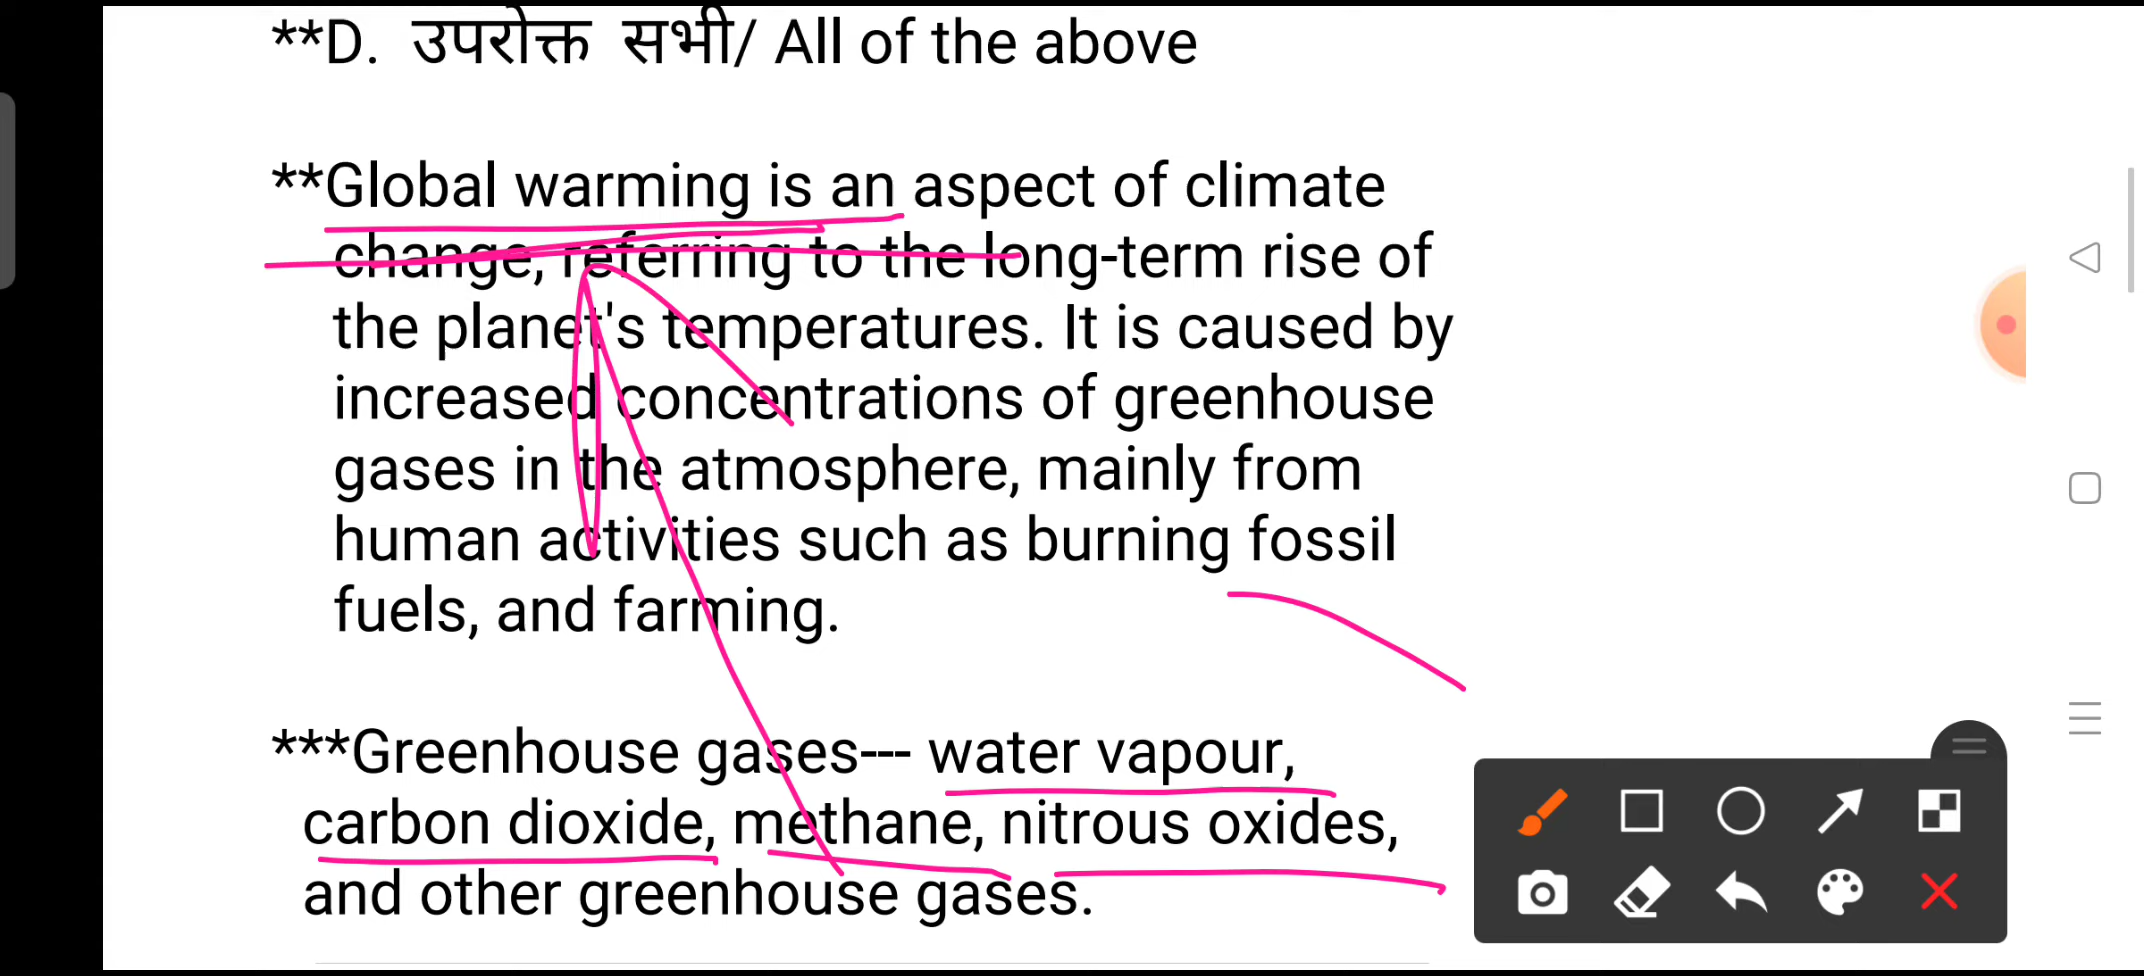 **D. उपरोक्त सभी/ All of the above
**Global warming is an aspect of climate
change, referring to the long-term rise of
the planet's temperatures. It is caused by
increased concentrations of greenhouse
gases in the atmosphere, mainly from
human activities such as burning fossil
fuels, and farming.
***Greenhouse gases--- water vapour,
carbon dioxide, methane, nitrous oxides,
and other greenhouse gases.